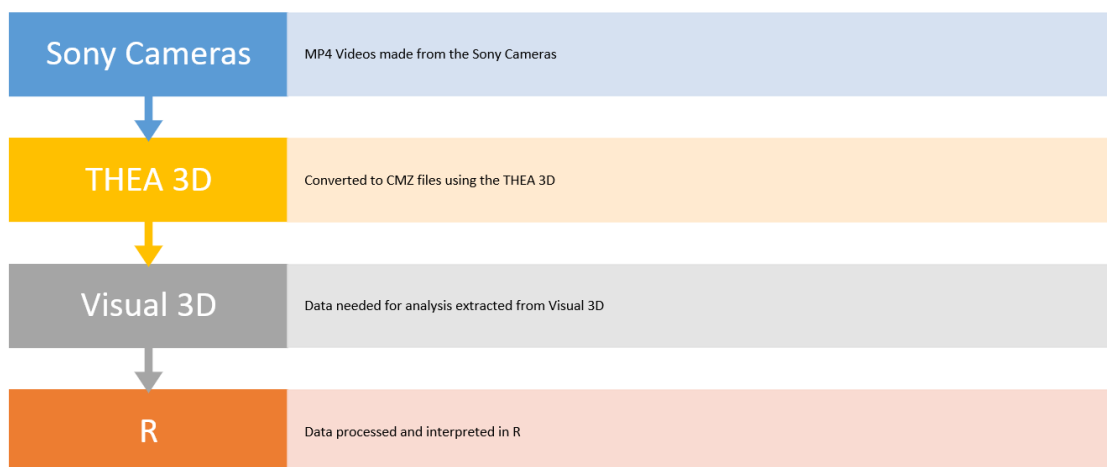 Sony Cameras
MP4 Videos made from the Sony Cameras
THEA 3D
Converted to CMZ files using the THEA 3D
Visual 3D
Data needed for analysis extracted from Visual 3D
R
Data processed and interpreted in R